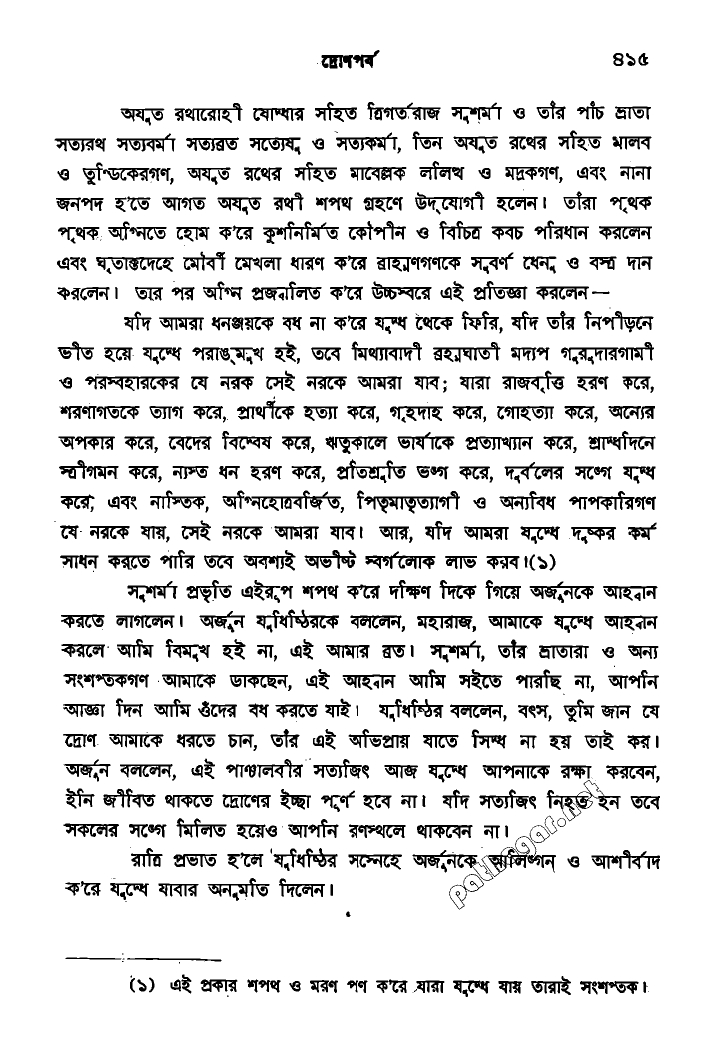 দ্রোণপর্ব ৪১৫
অযুত রথারোহী যোদ্ধার সহিত ত্রিগর্তরাজ সুশর্মা ও তাঁর পাঁচ ভ্রাতা
সত্যরথ সত্যবর্মা সত্যব্রত সত্যেষু ও সত্যকর্মা, তিন অযুত রথের সহিত মালব
ও তুণ্ডিকেরগণ, অযুত রথের সহিত মাবেল্লক ললিত্থ ও মদ্রকগণ, এবং নানা
জনপদ হ'তে আগত অযুত রথী শপথ গ্রহণে উদ্‌যোগী হলেন। তাঁরা পৃথক
পৃথক অগ্নিতে হোম ক'রে কুশনির্মিত কৌপীন ও বিচিত্র কবচ পরিধান করলেন
এবং ঘৃতাক্তদেহে মৌর্বী মেখলা ধারণ ক'রে ব্রাহ্মণগণকে সুবর্ণ ধেনু ও বস্ত্র দান
করলেন। তার পর অগ্নি প্রজ্বালিত ক'রে উচ্চস্বরে এই প্রতিজ্ঞা করলেন—
যদি আমরা ধনঞ্জয়কে বধ না ক'রে যুদ্ধ থেকে ফিরি, যদি তাঁর নিপীড়নে
ভীত হয়ে যুদ্ধে পরাঙ্‌মুখ হই, তবে মিথ্যাবাদী ব্রহ্মঘাতী মদ্যপ গুরুদারগামী
ও পরস্বহারকের যে নরক সেই নরকে আমরা যাব; যারা রাজবৃত্তি হরণ করে,
শরণাগতকে ত্যাগ করে, প্রার্থীকে হত্যা করে, গৃহদাহ করে, গোহত্যা করে, অন্যের
অপকার করে, বেদের বিদ্বেষ করে, ঋতুকালে ভার্যাকে প্রত্যাখ্যান করে, শ্রাদ্ধদিনে
স্ত্রীগমন করে, ন্যস্ত ধন হরণ করে, প্রতিশ্রুতি ভঙ্গ করে, দুর্বলের সঙ্গে যুদ্ধ
করে, এবং নাস্তিক, অগ্নিহোত্রবর্জিত, পিতৃমাতৃত্যাগী ও অন্যবিধ পাপকারিগণ
যে নরকে যায়, সেই নরকে আমরা যাব। আর, যদি আমরা যুদ্ধে দুষ্কর কর্ম
সাধন করতে পারি তবে অবশ্যই অভীষ্ট স্বর্গলোক লাভ করব।(১)
সুশর্মা প্রভৃতি এইরূপ শপথ ক'রে দক্ষিণ দিকে গিয়ে অর্জুনকে আহ্বান
করতে লাগলেন। অর্জুন যুধিষ্ঠিরকে বললেন, মহারাজ, আমাকে যুদ্ধে আহ্বান
করলে আমি বিমুখ হই না, এই আমার ব্রত। সুশর্মা, তাঁর ভ্রাতারা ও অন্য
সংশপ্তকগণ আমাকে ডাকছেন, এই আহ্বান আমি সইতে পারছি না, আপনি
আজ্ঞা দিন আমি ওঁদের বধ করতে যাই। যুধিষ্ঠির বললেন, বৎস, তুমি জান যে
দ্রোণ আমাকে ধরতে চান, তাঁর এই অভিপ্রায় যাতে সিদ্ধ না হয় তাই কর।
অর্জুন বললেন, এই পাঞ্চালবীর সত্যজিৎ আজ যুদ্ধে আপনাকে রক্ষা করবেন,
ইনি জীবিত থাকতে দ্রোণের ইচ্ছা পূর্ণ হবে না। যদি সত্যজিৎ নিহত হন তবে
সকলের সঙ্গে মিলিত হয়েও আপনি রণস্থলে থাকবেন না।
রাত্রি প্রভাত হ'লে যুধিষ্ঠির সস্নেহে অর্জুনকে আলিঙ্গন ও আশীর্বাদ
ক'রে যুদ্ধে যাবার অনুমতি দিলেন।
pathagar.net
(১) এই প্রকার শপথ ও মরণ পণ ক'রে যারা যুদ্ধে যায় তারাই সংশপ্তক।